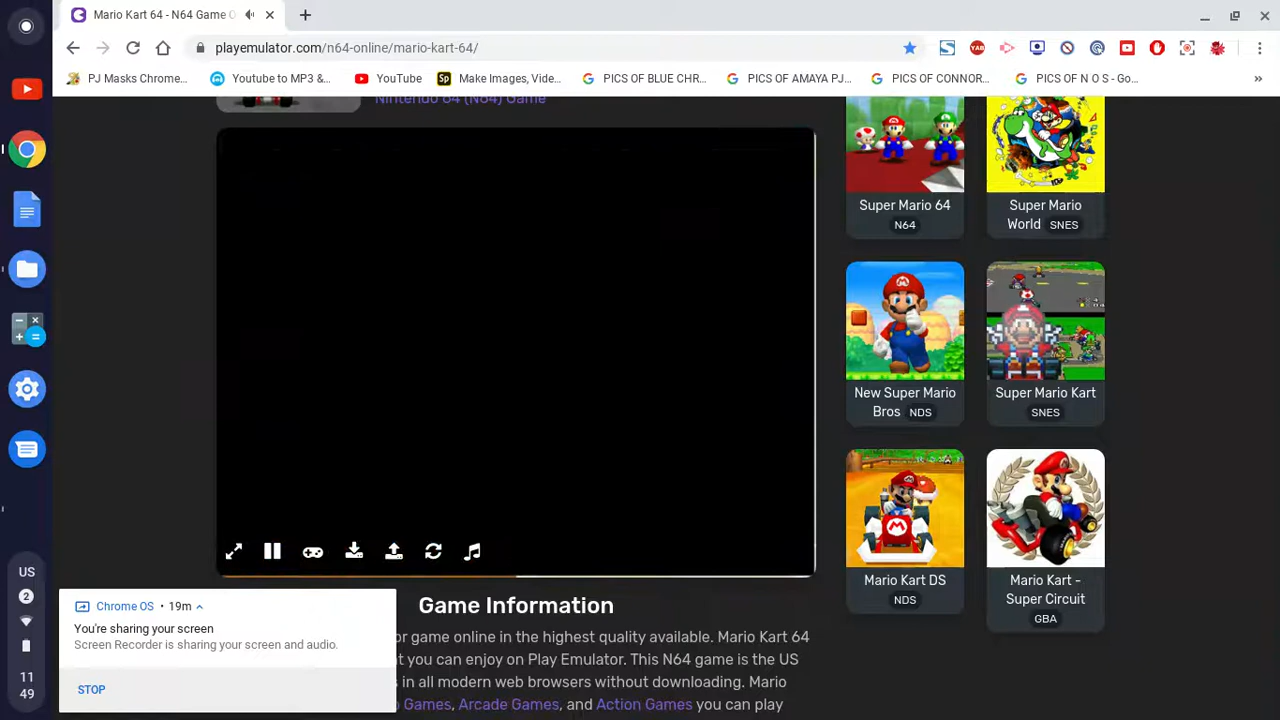 Mario Kart 64 - N64 Game O
playemulator.com/n64-online/mario-kart-64/
PJ Masks Chrome...
Youtube to MP3 &...
YouTube
Make Images, Vide...
PICS OF BLUE CHR...
PICS OF AMAYA PJ...
PICS OF CONNOR...
PICS OF N O S - Go...
»
Nintendo 64 (N64) Game
Super Mario 64
N64
Super Mario
World SNES
New Super Mario
Bros NDS
Super Mario Kart
SNES
Mario Kart DS
NDS
Mario Kart -
Super Circuit
GBA
Game Information
or game online in the highest quality available. Mario Kart 64
t you can enjoy on Play Emulator. This N64 game is the US
s in all modern web browsers without downloading. Mario
o Games, Arcade Games, and Action Games you can play
US
2
11
49
Chrome OS • 19m
You're sharing your screen
Screen Recorder is sharing your screen and audio.
STOP